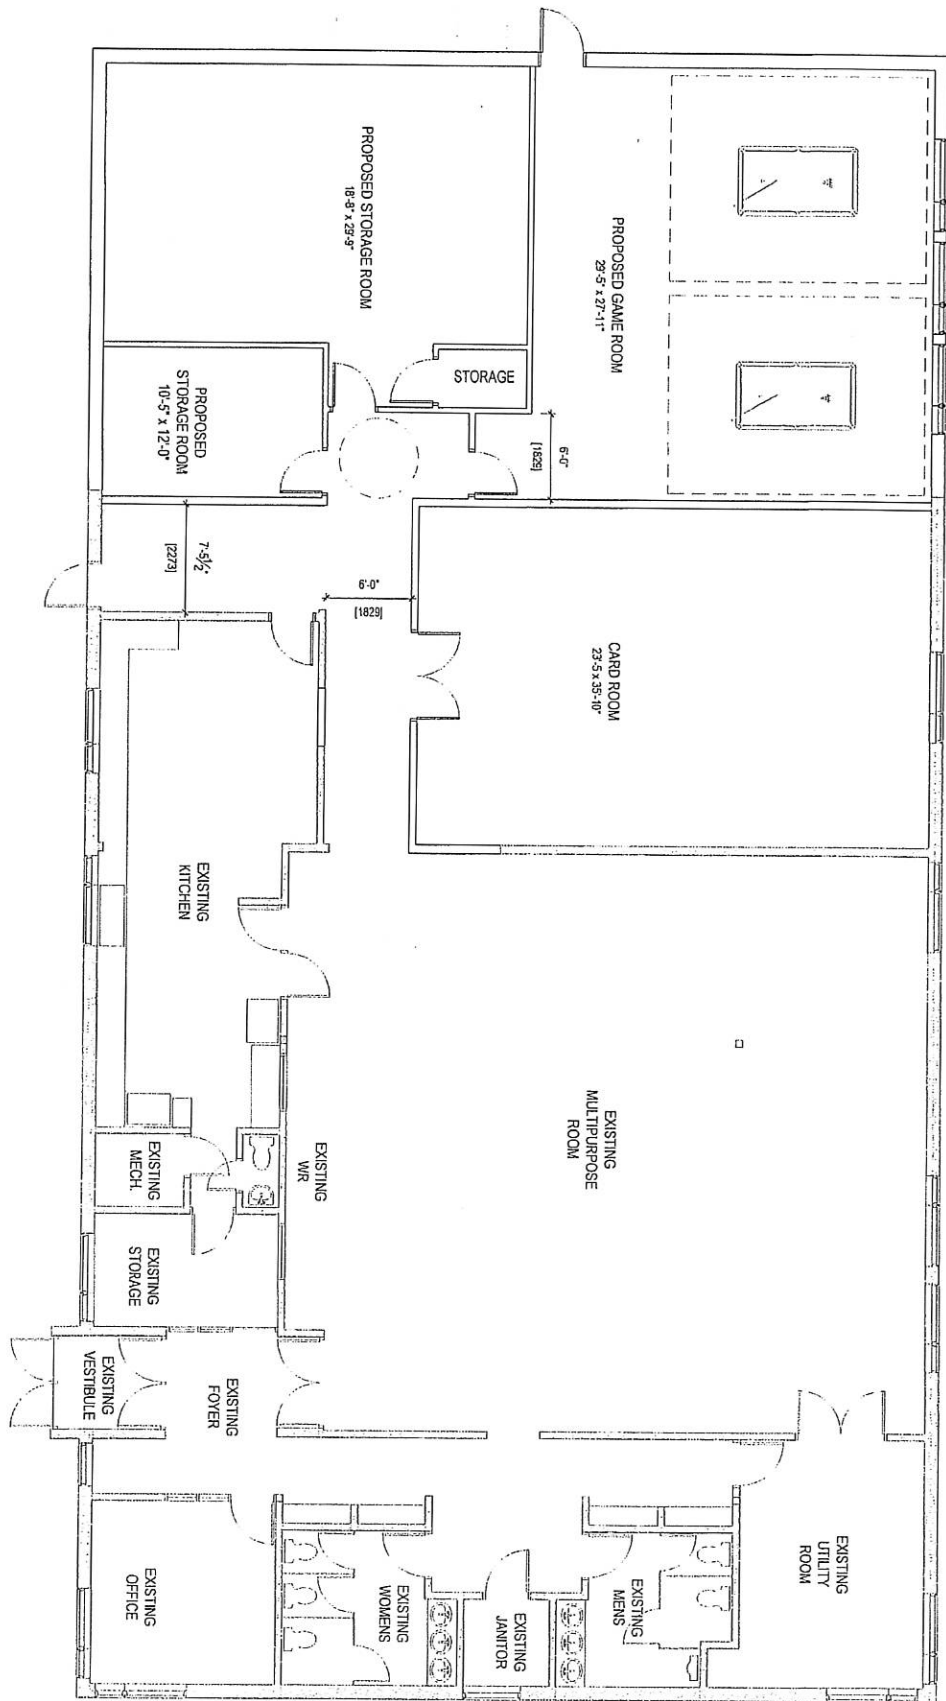 PROPOSED STORAGE ROOM
18'-8" x 29'-9"
PROPOSED GAME ROOM
29'-5" x 27'-11"
STORAGE
PROPOSED
STORAGE ROOM
10'-5" x 12'-0"
6'-0"
[1829]
7'-5½"
[2273]
6'-0"
[1829]
CARD ROOM
23'-5 x 35'-10"
EXISTING
KITCHEN
EXISTING
MULTIPURPOSE
ROOM
EXISTING
WR
EXISTING
MECH.
EXISTING
STORAGE
EXISTING
VESTIBULE
EXISTING
FOYER
EXISTING
OFFICE
EXISTING
WOMENS
EXISTING
JANITOR
EXISTING
MENS
EXISTING
UTILITY
ROOM